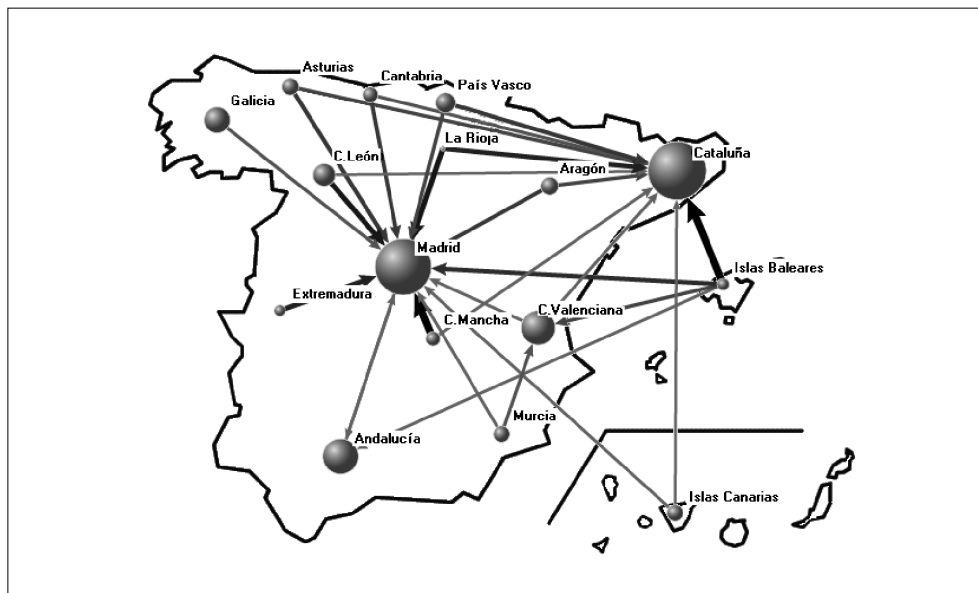 Asturias
Cantabria
País Vasco
Galicia
La Rioja
C.León
Aragón
Cataluña
Madrid
Islas Baleares
Extremadura
C.Mancha
C.Valenciana
Murcia
Andalucía
Islas Canarias